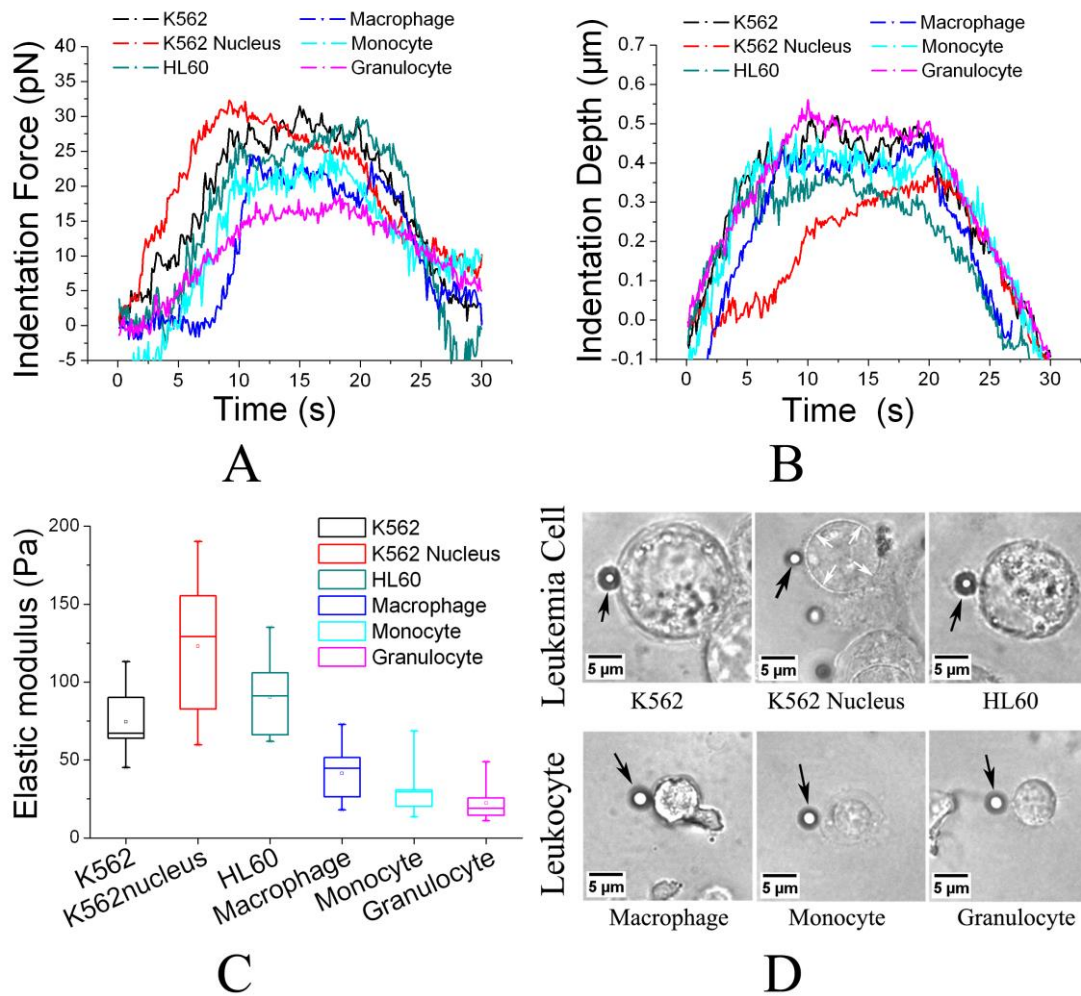 K562
K562 Nucleus
HL60
Macrophage
Monocyte
Granulocyte
Indentation Force (pN)
40
35
30
25
20
15
10
5
0
-5
0 5 10 15 20 25 30
Time (s)
A
K562
K562 Nucleus
HL60
Macrophage
Monocyte
Granulocyte
Indentation Depth (μm)
0.7
0.6
0.5
0.4
0.3
0.2
0.1
0.0
-0.1
0 5 10 15 20 25 30
Time (s)
B
Elastic modulus (Pa)
200
150
100
50
0
K562
K562 Nucleus
HL60
Macrophage
Monocyte
Granulocyte
K562
K562nucleus
HL60
Macrophage
Monocyte
Granulocyte
C
Leukemia Cell
5 μm
5 μm
5 μm
K562
K562 Nucleus
HL60
Leukocyte
5 μm
5 μm
5 μm
Macrophage
Monocyte
Granulocyte
D